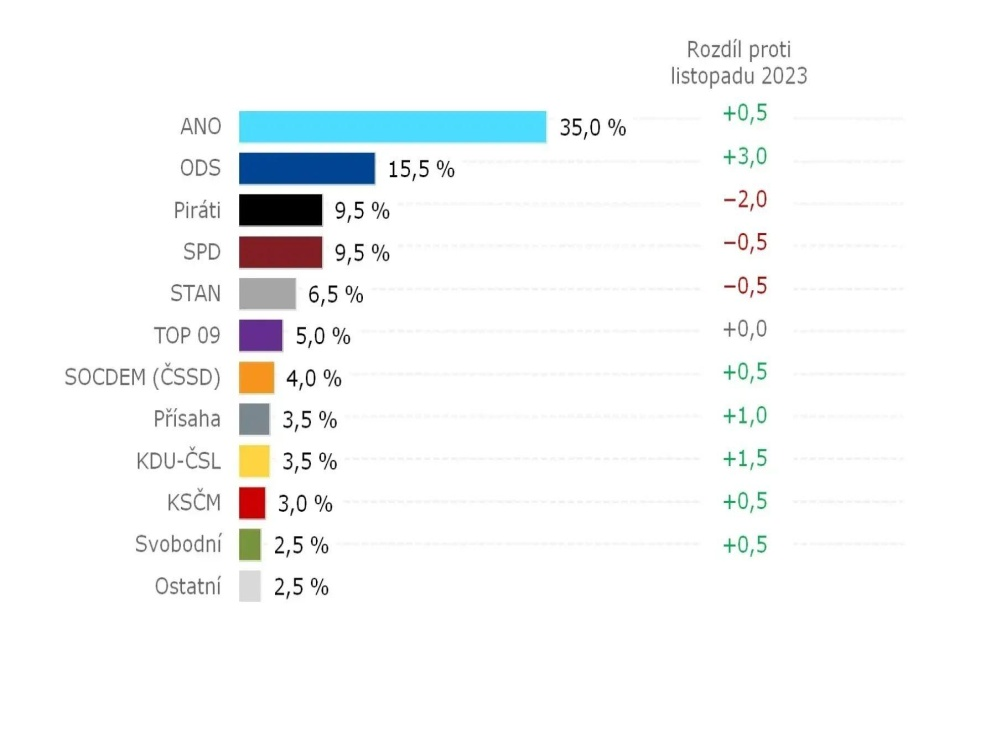 Rozdíl proti
listopadu 2023
ANO 35,0 % +0,5
ODS 15,5 % +3,0
Piráti 9,5 % −2,0
SPD 9,5 % −0,5
STAN 6,5 % −0,5
TOP 09 5,0 % +0,0
SOCDEM (ČSSD) 4,0 % +0,5
Přísaha 3,5 % +1,0
KDU-ČSL 3,5 % +1,5
KSČM 3,0 % +0,5
Svobodní 2,5 % +0,5
Ostatní 2,5 %